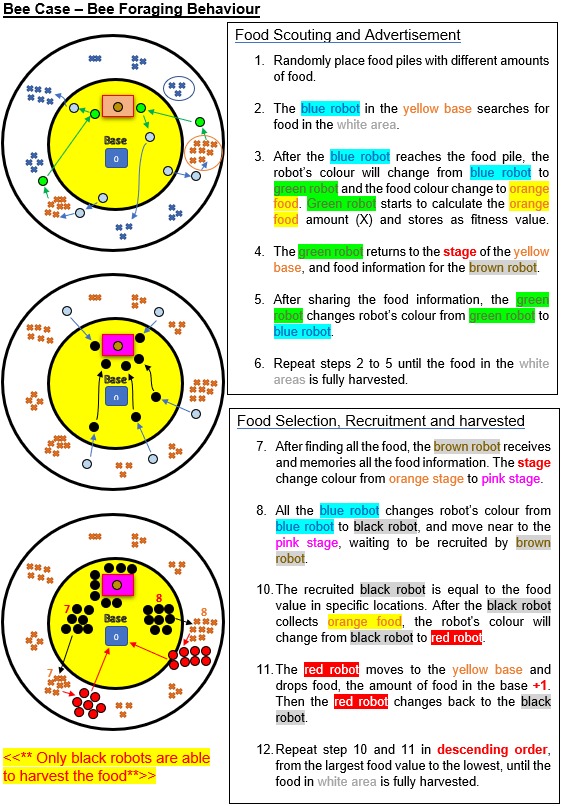 Bee Case – Bee Foraging Behaviour
Base
0
Base
0
7
8
8
Base
0
7
<<** Only black robots are able
to harvest the food**>>
Food Scouting and Advertisement
1. Randomly place food piles with different amounts
of food.
2. The blue robot in the yellow base searches for
food in the white area.
3. After the blue robot reaches the food pile, the
robot's colour will change from blue robot to
green robot and the food colour change to orange
food. Green robot starts to calculate the orange
food amount (X) and stores as fitness value.
4. The green robot returns to the stage of the yellow
base, and food information for the brown robot.
5. After sharing the food information, the green
robot changes robot's colour from green robot to
blue robot.
6. Repeat steps 2 to 5 until the food in the white
areas is fully harvested.
Food Selection, Recruitment and harvested
7. After finding all the food, the brown robot receives
and memories all the food information. The stage
change colour from orange stage to pink stage.
8. All the blue robot changes robot's colour from
blue robot to black robot, and move near to the
pink stage, waiting to be recruited by brown
robot.
10. The recruited black robot is equal to the food
value in specific locations. After the black robot
collects orange food, the robot's colour will
change from black robot to red robot.
11. The red robot moves to the yellow base and
drops food, the amount of food in the base +1.
Then the red robot changes back to the black
robot.
12. Repeat step 10 and 11 in descending order,
from the largest food value to the lowest, until the
food in white area is fully harvested.